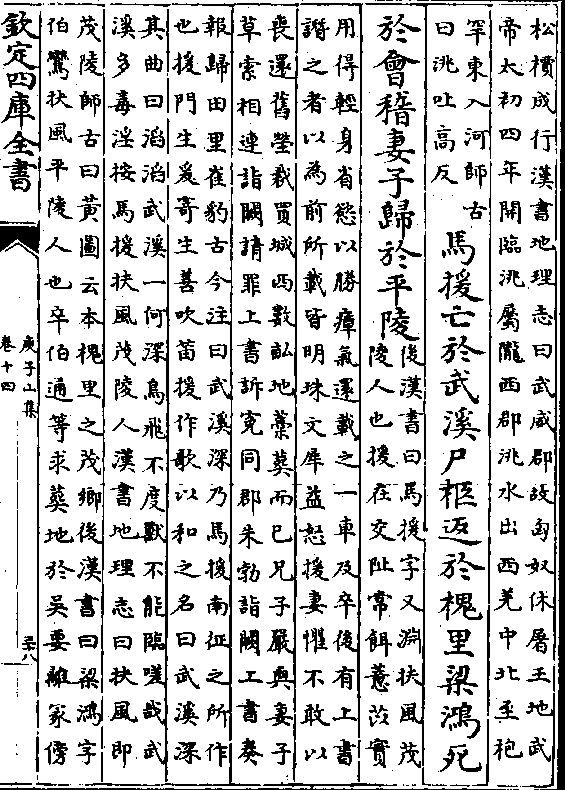 松檟成行漢書地理志曰武威郡故匈奴休屠王地武
帝太初四年開臨洮屬隴西郡洮水出西羌中北至枹
罕東入河師古
曰洮吐高反
馬援亡於武溪尸柩返於槐里梁鴻死
於會稽妻子歸於平陵
後漢書曰馬援字文淵扶風茂
陵人也援在交阯常餌薏苡實
用得輕身省慾以勝瘴氣還載之一車及卒後有上書
譛之者以為前所載皆明珠文犀益怒援妻懼不敢以
喪還舊塋裁買城西數畝地藁葬而已兄子嚴與妻子
草索相連詣闕請罪上書訴寃同郡朱勃詣闕上書奏
報歸田里崔豹古今注曰武溪深乃馬援南征之所作
也援門生爰寄生善吹笛援作歌以和之名曰武溪深
其曲曰滔滔武溪一何深鳥飛不度獸不能臨嗟哉武
溪多毒淫按馬援扶風茂陵人漢書地理志曰扶風即
茂陵師古曰黃圖云本槐里之茂鄉後漢書曰梁鴻字
伯鸞扶風平陵人也卒伯通等求葬地於吳要離冢傍
欽定四庫全書
庾子山集
卷十四
三十八